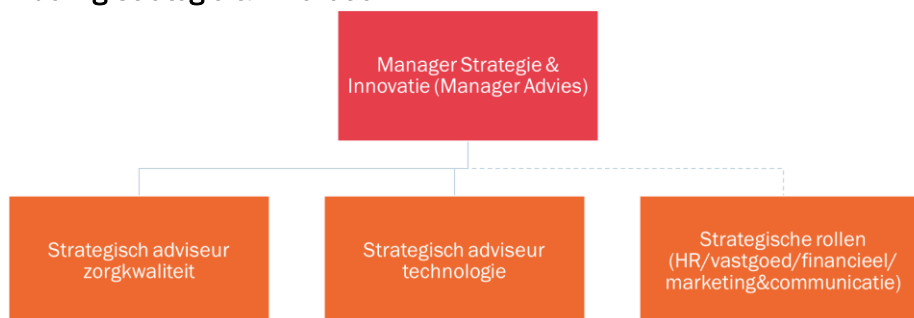 Manager Strategie &
Innovatie (Manager Advies)
Strategisch adviseur
zorgkwaliteit
Strategisch adviseur
technologie
Strategische rollen
(HR/vastgoed/financieel/
marketing&communicatie)